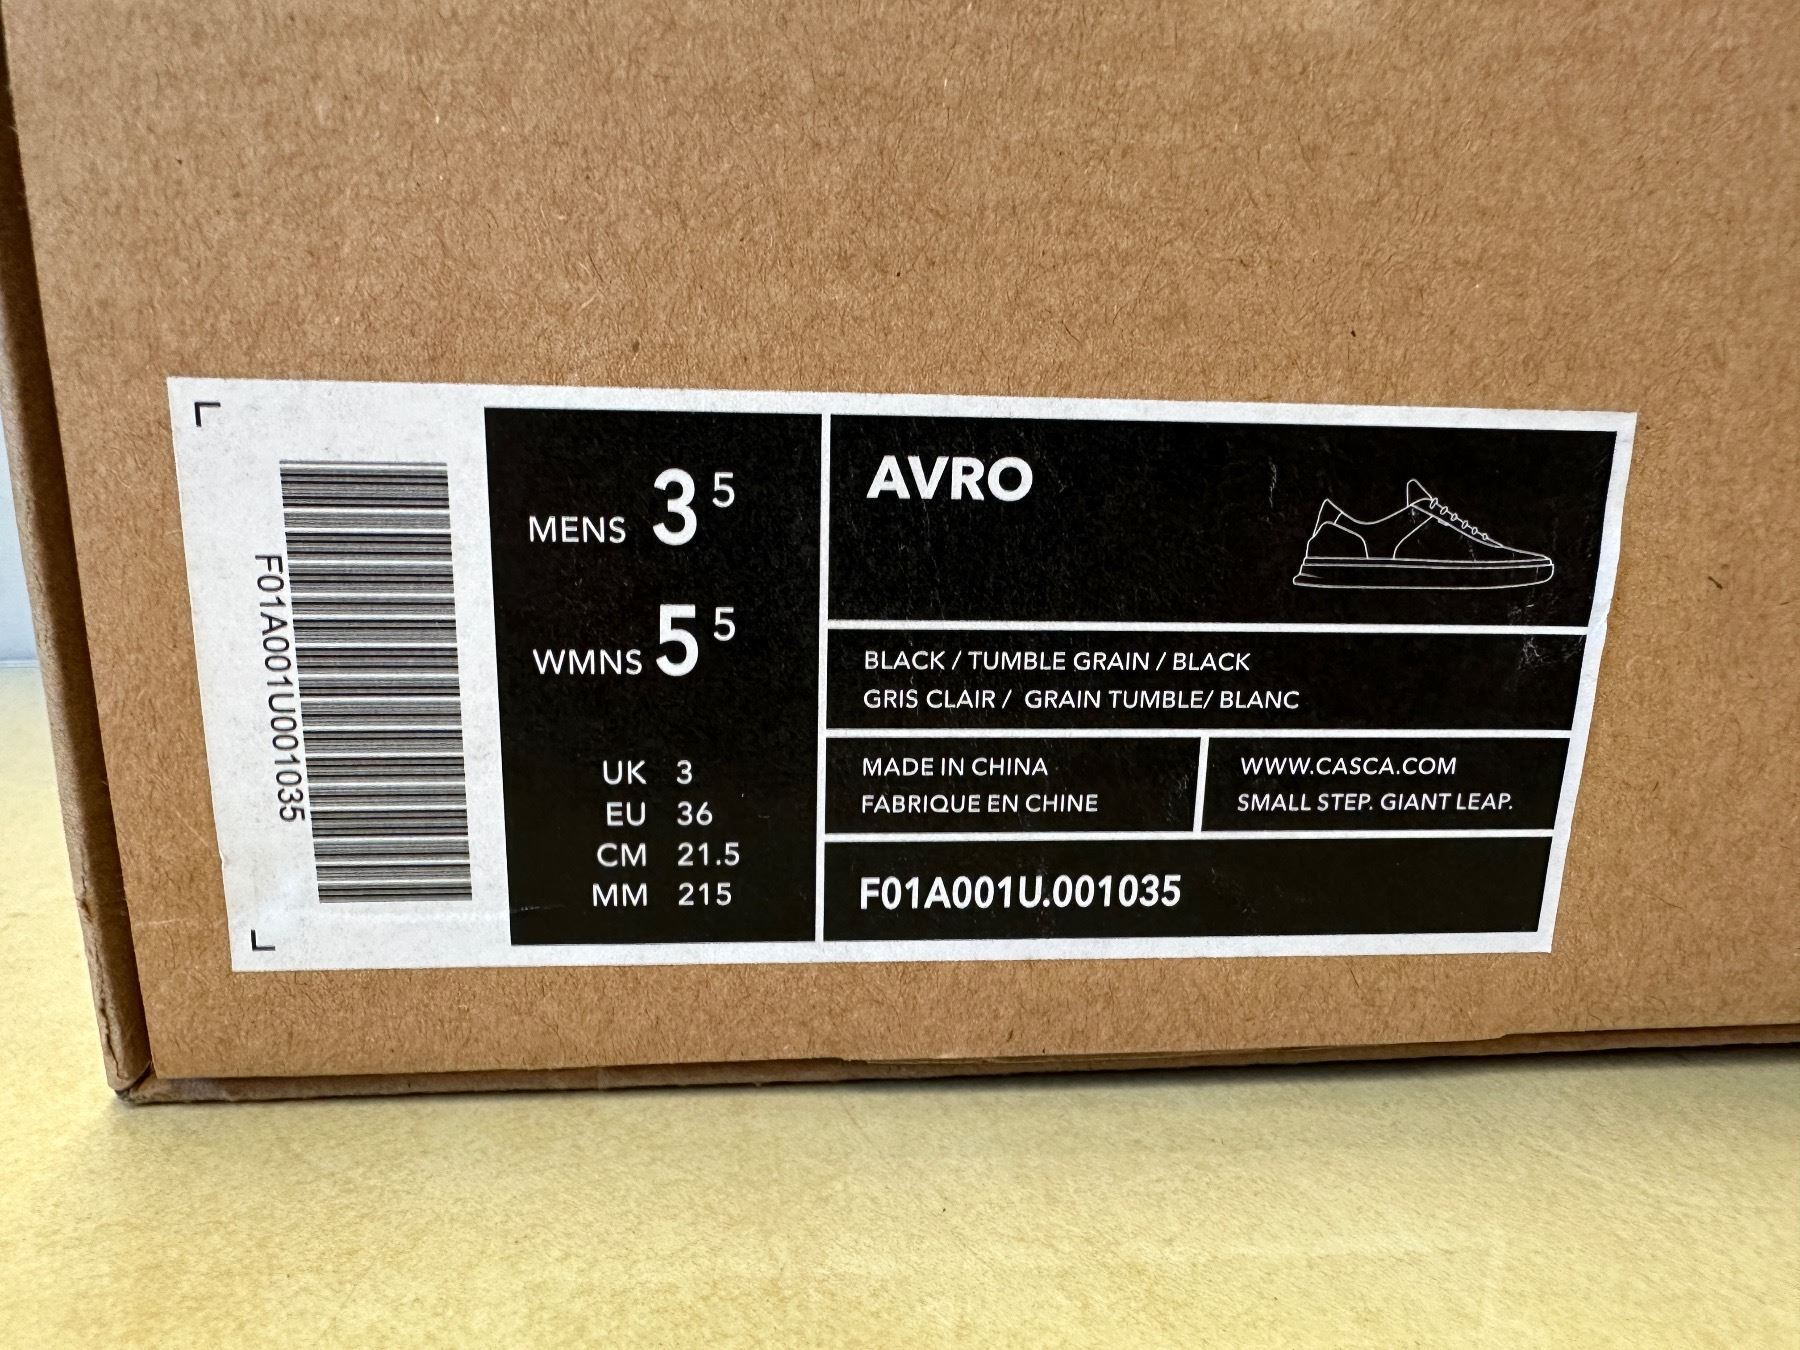 F01A001U001035
MENS 3 5
WMNS 5 5
UK 3
EU 36
CM 21.5
MM 215
AVRO
BLACK / TUMBLE GRAIN / BLACK
GRIS CLAIR / GRAIN TUMBLE/ BLANC
MADE IN CHINA
FABRIQUE EN CHINE
WWW.CASCA.COM
SMALL STEP. GIANT LEAP.
F01A001U.001035